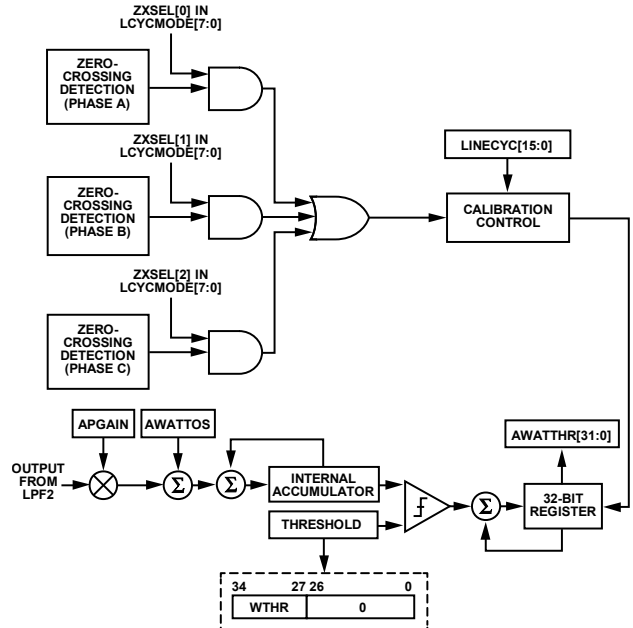 ZXSEL[0] IN
LCYCMODE[7:0]
ZERO-
CROSSING
DETECTION
(PHASE A)
ZXSEL[1] IN
LCYCMODE[7:0]
ZERO-
CROSSING
DETECTION
(PHASE B)
LINECYC[15:0]
CALIBRATION
CONTROL
ZXSEL[2] IN
LCYCMODE[7:0]
ZERO-
CROSSING
DETECTION
(PHASE C)
APGAIN
AWATTOS
AWATTHR[31:0]
OUTPUT
FROM
LPF2
Σ
Σ
INTERNAL
ACCUMULATOR
Σ
32-BIT
REGISTER
THRESHOLD
34 27 26 0
WTHR 0